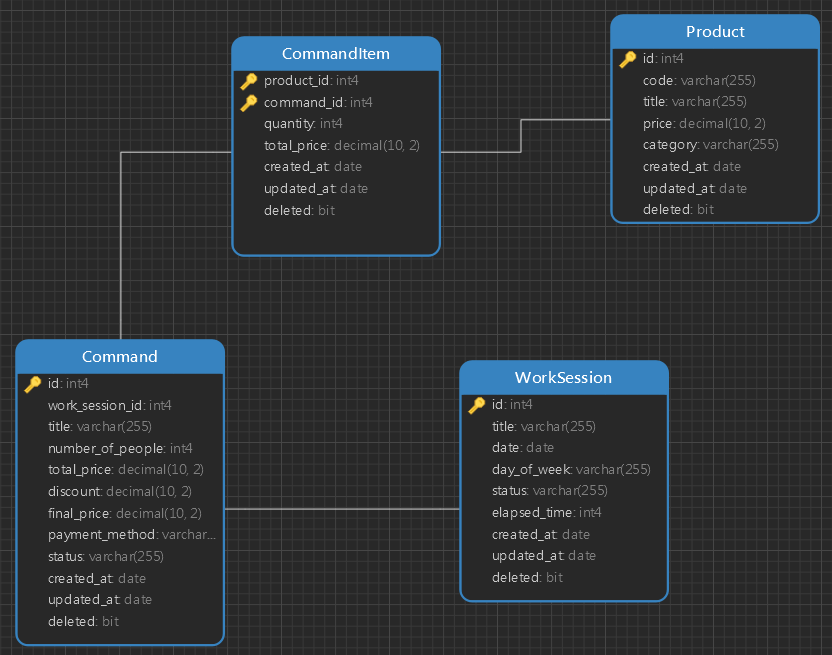 CommandItem
product_id: int4
command_id: int4
quantity: int4
total_price: decimal(10, 2)
created_at: date
updated_at: date
deleted: bit
Product
id: int4
code: varchar(255)
title: varchar(255)
price: decimal(10, 2)
category: varchar(255)
created_at: date
updated_at: date
deleted: bit
Command
id: int4
work_session_id: int4
title: varchar(255)
number_of_people: int4
total_price: decimal(10, 2)
discount: decimal(10, 2)
final_price: decimal(10, 2)
payment_method: varchar...
status: varchar(255)
created_at: date
updated_at: date
deleted: bit
WorkSession
id: int4
title: varchar(255)
date: date
day_of_week: varchar(255)
status: varchar(255)
elapsed_time: int4
created_at: date
updated_at: date
deleted: bit